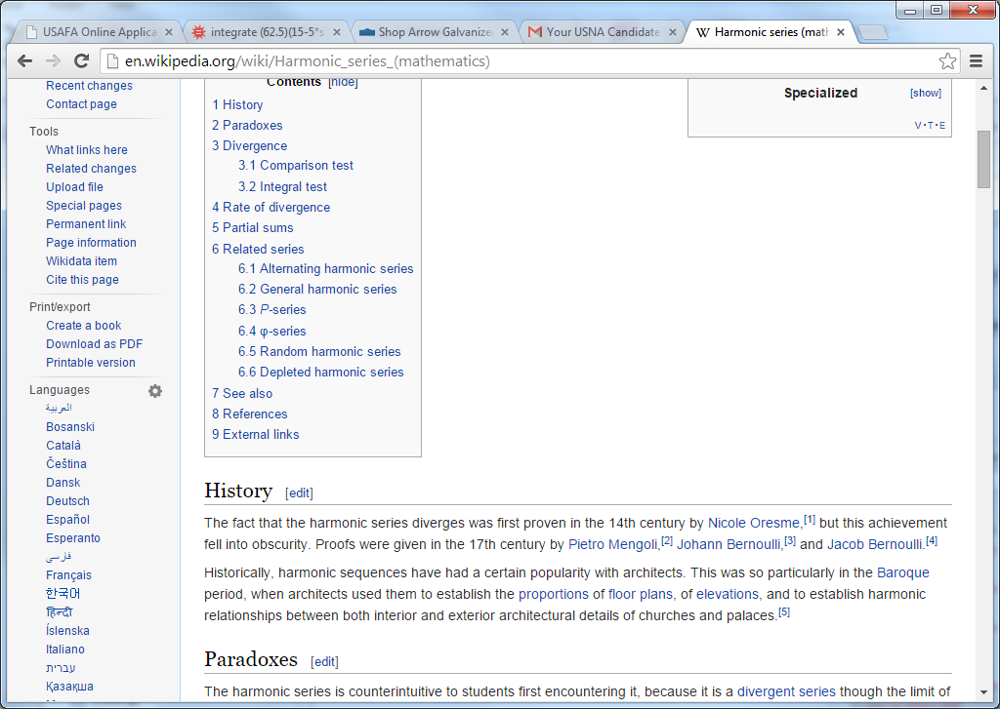 USAFA Online Applica
integrate (62.5)(15-5*s
Shop Arrow Galvanize
Your USNA Candidate
Harmonic series (math
en.wikipedia.org/wiki/Harmonic_series_(mathematics)
Recent changes
Contact page
Tools
What links here
Related changes
Upload file
Special pages
Permanent link
Page information
Wikidata item
Cite this page
Print/export
Create a book
Download as PDF
Printable version
Languages
العربية
Bosanski
Català
Čeština
Dansk
Deutsch
Español
Esperanto
فارسی
Français
한국어
हिन्दी
Íslenska
Italiano
עברית
Қазақша
Contents [hide]
1 History
2 Paradoxes
3 Divergence
3.1 Comparison test
3.2 Integral test
4 Rate of divergence
5 Partial sums
6 Related series
6.1 Alternating harmonic series
6.2 General harmonic series
6.3 P-series
6.4 φ-series
6.5 Random harmonic series
6.6 Depleted harmonic series
7 See also
8 References
9 External links
Specialized [show]
V·T·E
History [edit]
The fact that the harmonic series diverges was first proven in the 14th century by Nicole Oresme,[1] but this achievement
fell into obscurity. Proofs were given in the 17th century by Pietro Mengoli,[2] Johann Bernoulli,[3] and Jacob Bernoulli.[4]
Historically, harmonic sequences have had a certain popularity with architects. This was so particularly in the Baroque
period, when architects used them to establish the proportions of floor plans, of elevations, and to establish harmonic
relationships between both interior and exterior architectural details of churches and palaces.[5]
Paradoxes [edit]
The harmonic series is counterintuitive to students first encountering it, because it is a divergent series though the limit of